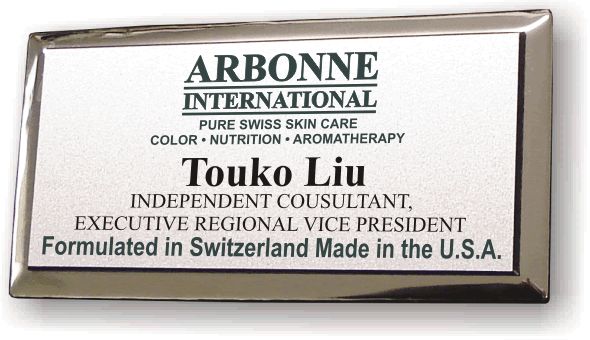 ARBONNE
INTERNATIONAL
PURE SWISS SKIN CARE
COLOR • NUTRITION • AROMATHERAPY
Touko Liu
INDEPENDENT COUSULTANT,
EXECUTIVE REGIONAL VICE PRESIDENT
Formulated in Switzerland Made in the U.S.A.